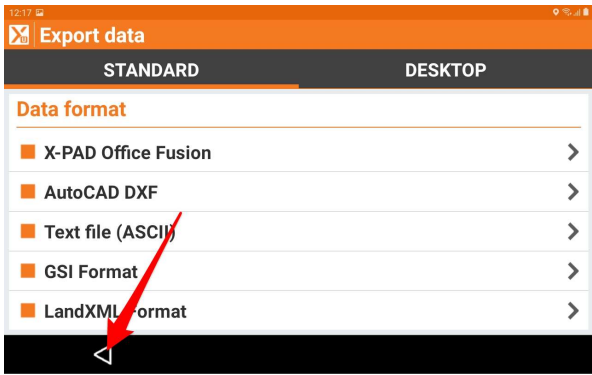 12:17
Export data
STANDARD
DESKTOP
Data format
X-PAD Office Fusion
AutoCAD DXF
Text file (ASCII)
GSI Format
LandXML Format